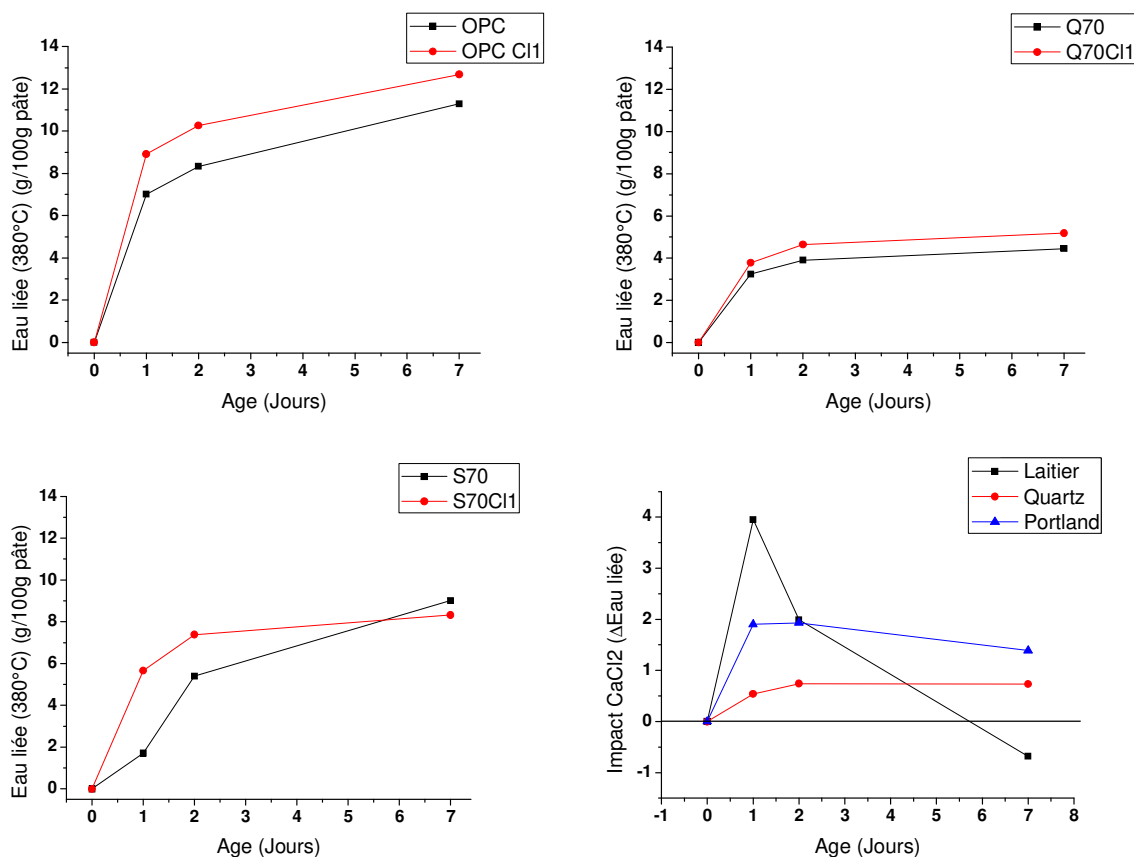 OPC
OPC Cl1
14
12
10
8
6
4
2
0
Eau liée (380°C) (g/100g pâte)
0 1 2 3 4 5 6 7
Age (Jours)
Q70
Q70Cl1
14
12
10
8
6
4
2
0
Eau liée (380°C) (g/100g pâte)
0 1 2 3 4 5 6 7
Age (Jours)
S70
S70Cl1
14
12
10
8
6
4
2
0
Eau liée (380°C) (g/100g pâte)
0 1 2 3 4 5 6 7
Age (Jours)
Laitier
Quartz
Portland
4
3
2
1
0
-1
Impact CaCl2 (ΔEau liée)
-1 0 1 2 3 4 5 6 7 8
Age (Jours)